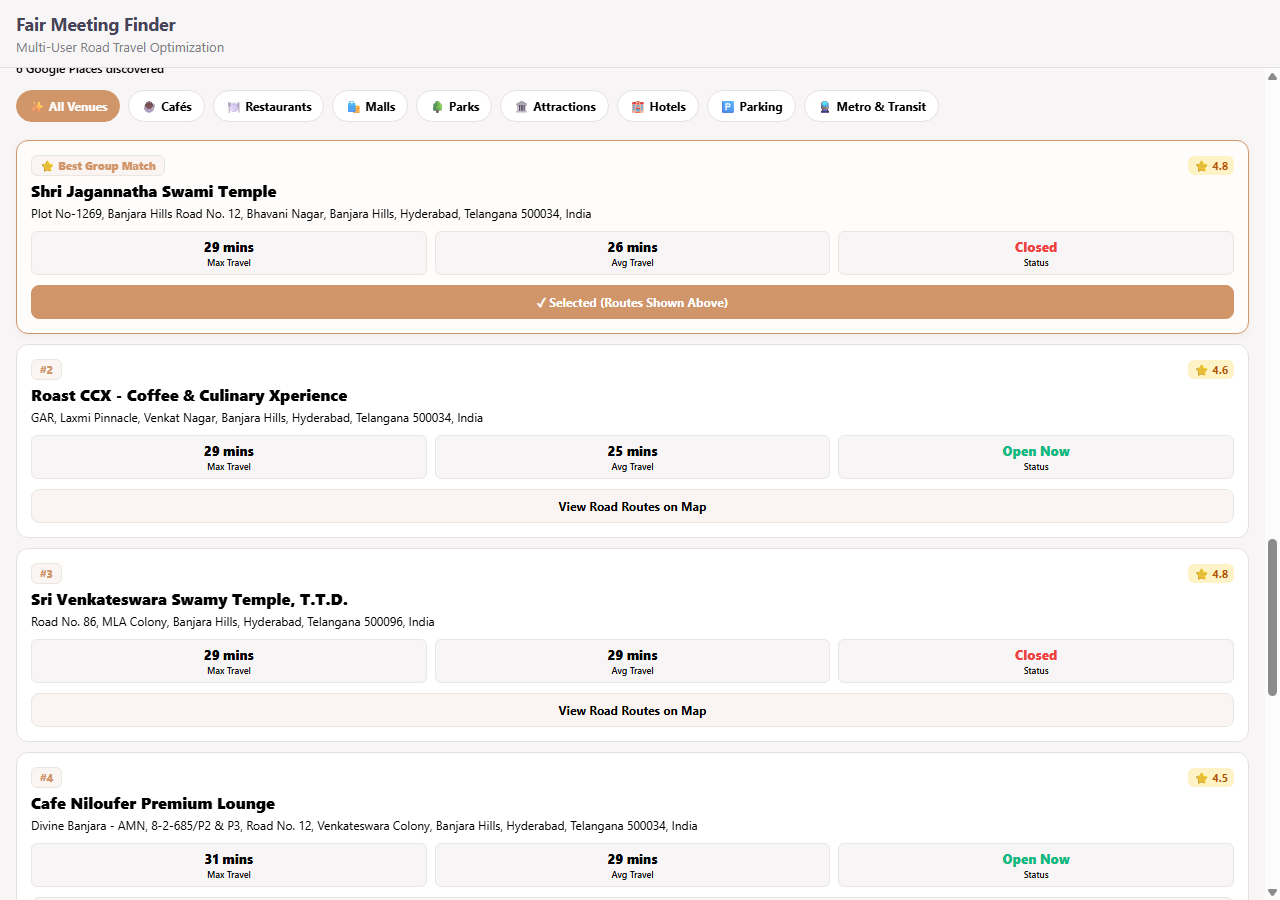 Fair Meeting Finder
Multi-User Road Travel Optimization
6 Google Places discovered
✨ All Venues ☕ Cafés 🍽️ Restaurants 🛍️ Malls 🌳 Parks 🏛️ Attractions 🏨 Hotels 🅿️ Parking 🚇 Metro & Transit
⭐ Best Group Match ⭐ 4.8
Shri Jagannatha Swami Temple
Plot No-1269, Banjara Hills Road No. 12, Bhavani Nagar, Banjara Hills, Hyderabad, Telangana 500034, India
29 mins 26 mins Closed
Max Travel Avg Travel Status
✓ Selected (Routes Shown Above)
#2 ⭐ 4.6
Roast CCX - Coffee & Culinary Xperience
GAR, Laxmi Pinnacle, Venkat Nagar, Banjara Hills, Hyderabad, Telangana 500034, India
29 mins 25 mins Open Now
Max Travel Avg Travel Status
View Road Routes on Map
#3 ⭐ 4.8
Sri Venkateswara Swamy Temple, T.T.D.
Road No. 86, MLA Colony, Banjara Hills, Hyderabad, Telangana 500096, India
29 mins 29 mins Closed
Max Travel Avg Travel Status
View Road Routes on Map
#4 ⭐ 4.5
Cafe Niloufer Premium Lounge
Divine Banjara - AMN, 8-2-685/P2 & P3, Road No. 12, Venkateswara Colony, Banjara Hills, Hyderabad, Telangana 500034, India
31 mins 29 mins Open Now
Max Travel Avg Travel Status